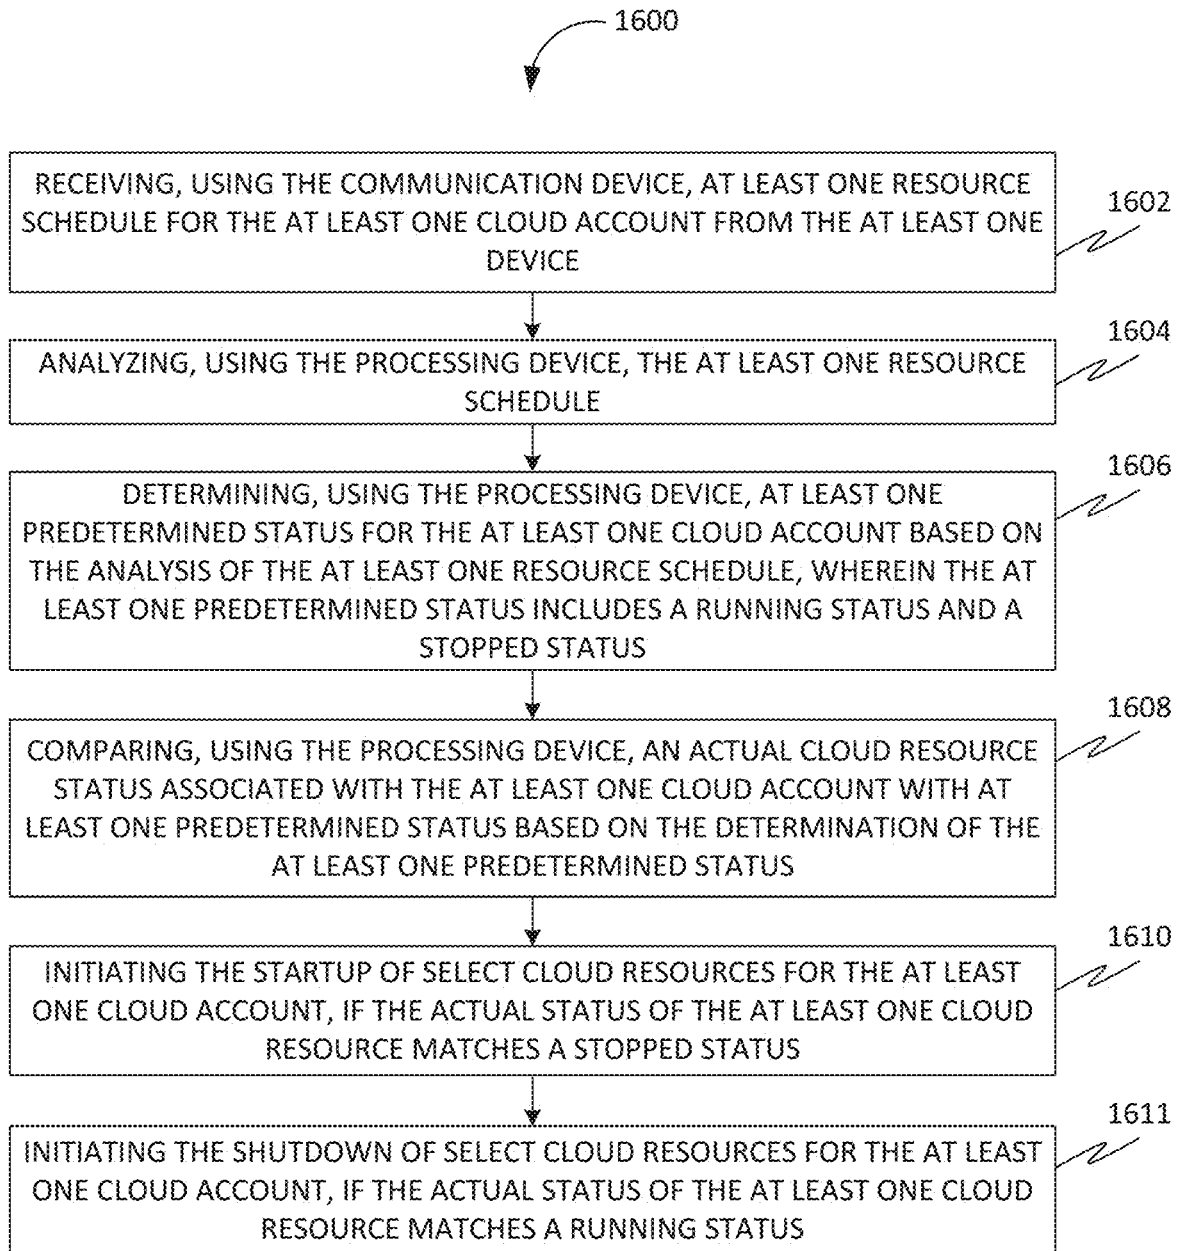 1600
RECEIVING, USING THE COMMUNICATION DEVICE, AT LEAST ONE RESOURCE
SCHEDULE FOR THE AT LEAST ONE CLOUD ACCOUNT FROM THE AT LEAST ONE
DEVICE
1602
ANALYZING, USING THE PROCESSING DEVICE, THE AT LEAST ONE RESOURCE
SCHEDULE
1604
DETERMINING, USING THE PROCESSING DEVICE, AT LEAST ONE
PREDETERMINED STATUS FOR THE AT LEAST ONE CLOUD ACCOUNT BASED ON
THE ANALYSIS OF THE AT LEAST ONE RESOURCE SCHEDULE, WHEREIN THE AT
LEAST ONE PREDETERMINED STATUS INCLUDES A RUNNING STATUS AND A
STOPPED STATUS
1606
COMPARING, USING THE PROCESSING DEVICE, AN ACTUAL CLOUD RESOURCE
STATUS ASSOCIATED WITH THE AT LEAST ONE CLOUD ACCOUNT WITH AT
LEAST ONE PREDETERMINED STATUS BASED ON THE DETERMINATION OF THE
AT LEAST ONE PREDETERMINED STATUS
1608
INITIATING THE STARTUP OF SELECT CLOUD RESOURCES FOR THE AT LEAST
ONE CLOUD ACCOUNT, IF THE ACTUAL STATUS OF THE AT LEAST ONE CLOUD
RESOURCE MATCHES A STOPPED STATUS
1610
INITIATING THE SHUTDOWN OF SELECT CLOUD RESOURCES FOR THE AT LEAST
ONE CLOUD ACCOUNT, IF THE ACTUAL STATUS OF THE AT LEAST ONE CLOUD
RESOURCE MATCHES A RUNNING STATUS
1611